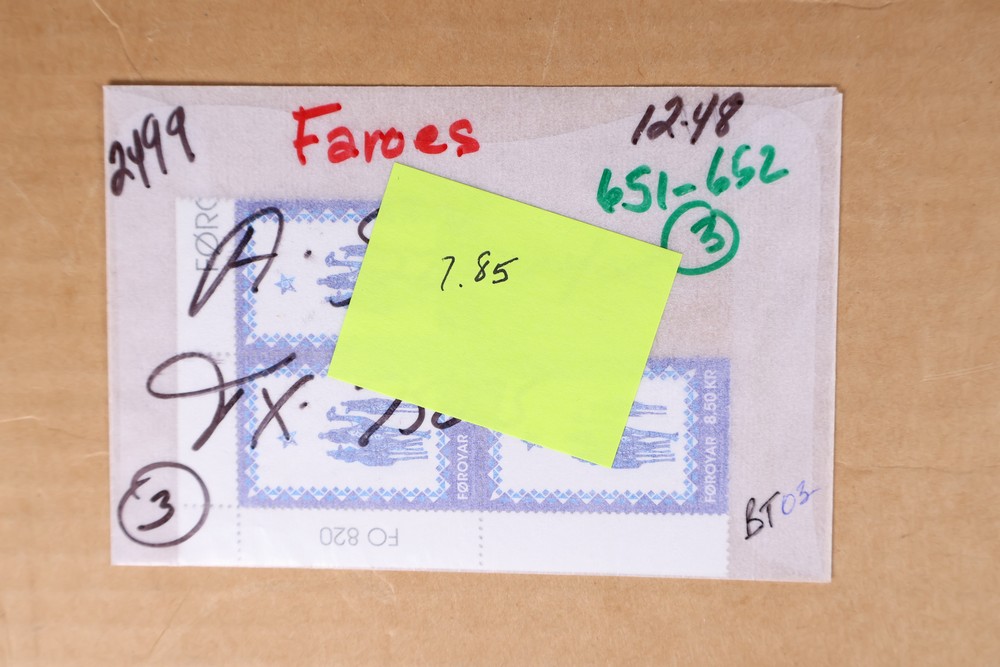 2499
Faroes
12.48
651-652
3
FØRO
A.
7.85
Tx.
FØROYAR
FØROYAR 8.50 KR
3
BT03-
FO 820